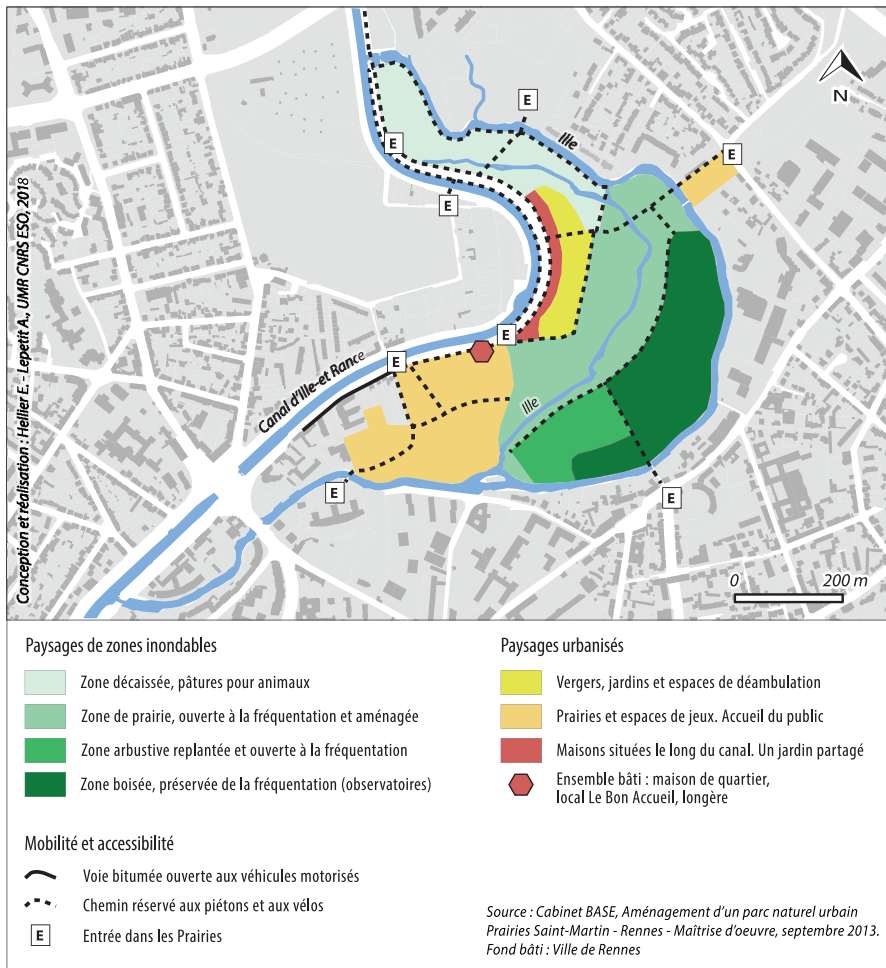 E
E
Ille
N
E
E
E
E
Canal d'Ille-et Rance
Ille
E
E
0 200 m
Conception et réalisation : Hellier E. - Lepetit A., UMR CNRS ESO, 2018
Paysages de zones inondables
Zone décaissée, pâtures pour animaux
Zone de prairie, ouverte à la fréquentation et aménagée
Zone arbustive replantée et ouverte à la fréquentation
Zone boisée, préservée de la fréquentation (observatoires)
Paysages urbanisés
Vergers, jardins et espaces de déambulation
Prairies et espaces de jeux. Accueil du public
Maisons situées le long du canal. Un jardin partagé
Ensemble bâti : maison de quartier,
local Le Bon Accueil, longère
Mobilité et accessibilité
Voie bitumée ouverte aux véhicules motorisés
Chemin réservé aux piétons et aux vélos
E Entrée dans les Prairies
Source : Cabinet BASE, Aménagement d'un parc naturel urbain
Prairies Saint-Martin - Rennes - Maîtrise d'oeuvre, septembre 2013.
Fond bâti : Ville de Rennes